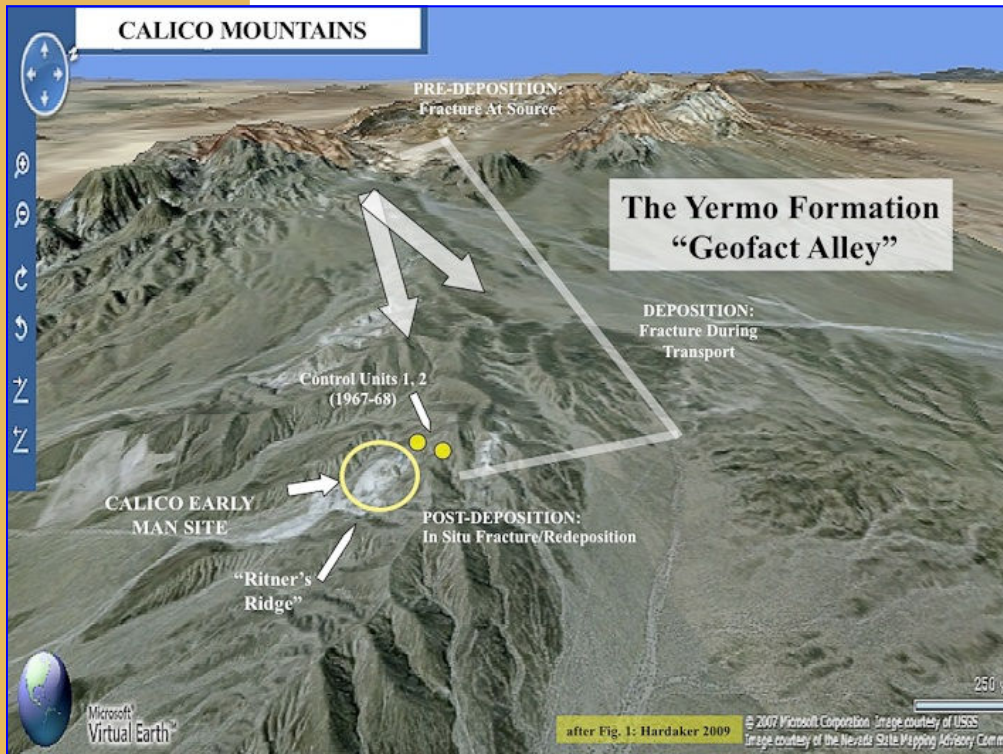 CALICO MOUNTAINS
PRE-DEPOSITION:
Fracture At Source
The Yermo Formation
“Geofact Alley”
DEPOSITION:
Fracture During
Transport
Control Units 1, 2
(1967-68)
CALICO EARLY
MAN SITE
POST-DEPOSITION:
In Situ Fracture/Redeposition
“Ritner's
Ridge”
250
Microsoft®
Virtual Earth™
after Fig. 1: Hardaker 2009
© 2007 Microsoft Corporation Image courtesy of USGS
Image courtesy of the Nevada State Mapping Advisory Comm